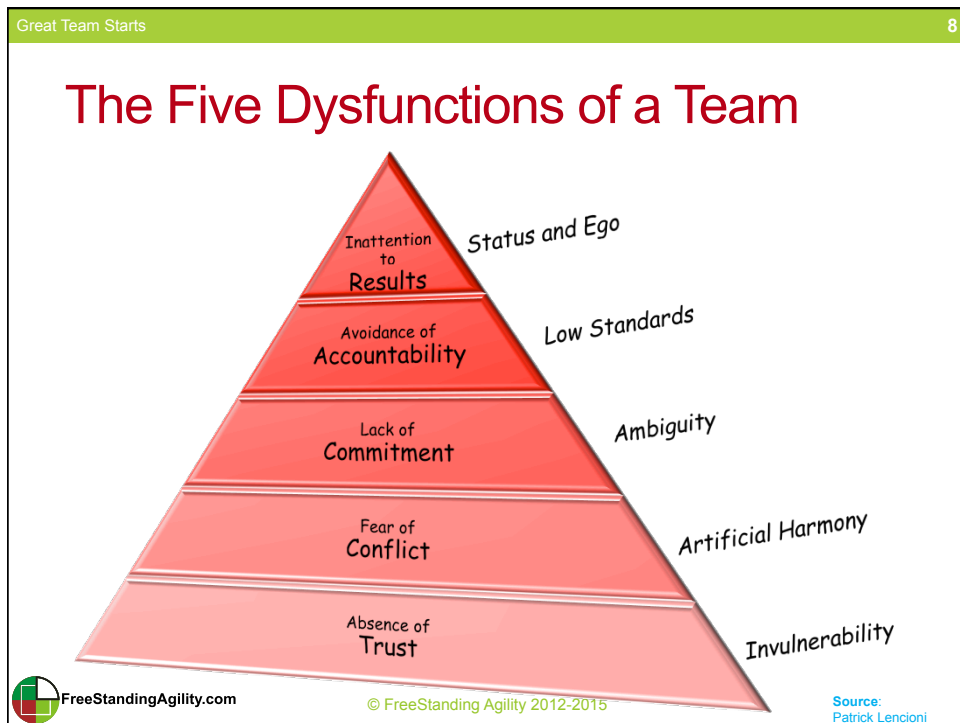 Great Team Starts 8
The Five Dysfunctions of a Team
Inattention
to
Results
Status and Ego
Avoidance of
Accountability
Low Standards
Lack of
Commitment
Ambiguity
Fear of
Conflict
Artificial Harmony
Absence of
Trust
Invulnerability
FreeStandingAgility.com
© FreeStanding Agility 2012-2015
Source:
Patrick Lencioni